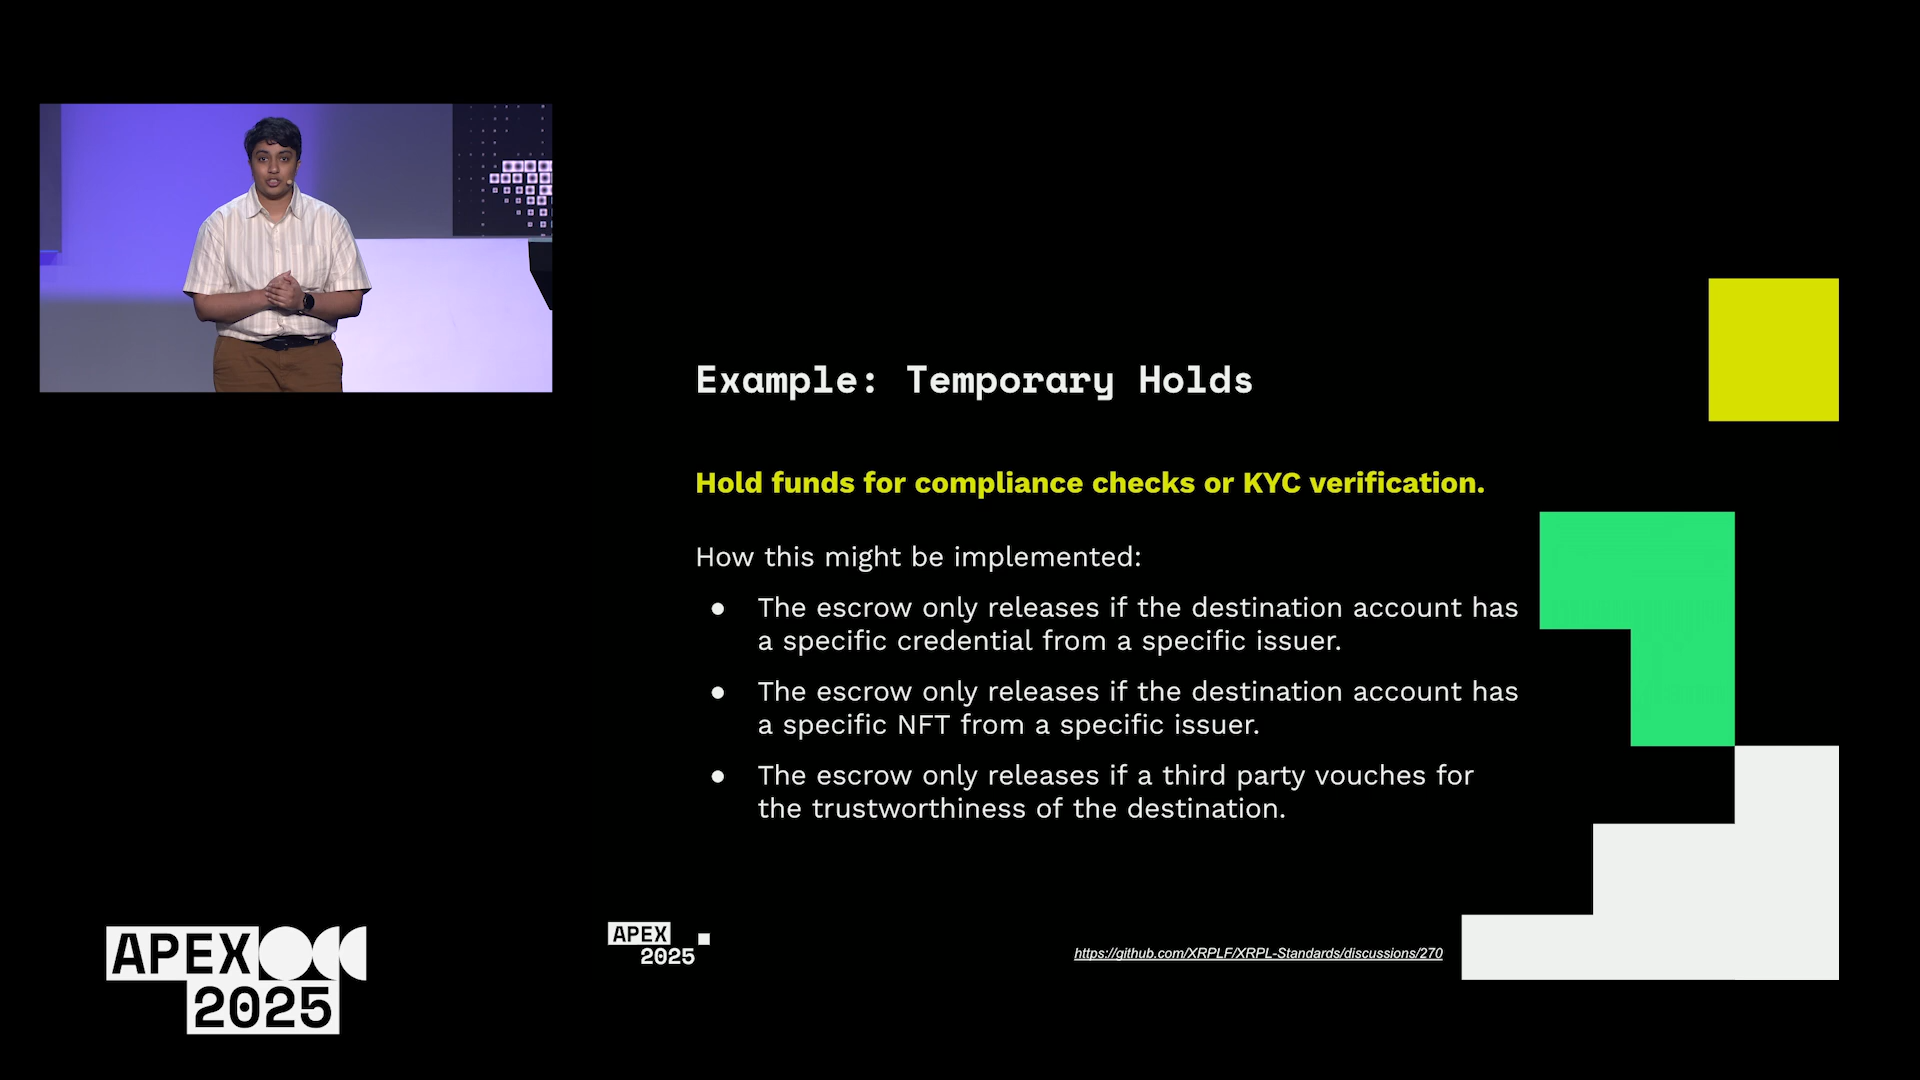 Example: Temporary Holds
Hold funds for compliance checks or KYC verification.
How this might be implemented:
● The escrow only releases if the destination account has
a specific credential from a specific issuer.
● The escrow only releases if the destination account has
a specific NFT from a specific issuer.
● The escrow only releases if a third party vouches for
the trustworthiness of the destination.
APEX
2025
https://github.com/XRPLF/XRPL-Standards/discussions/270
APEX
2025